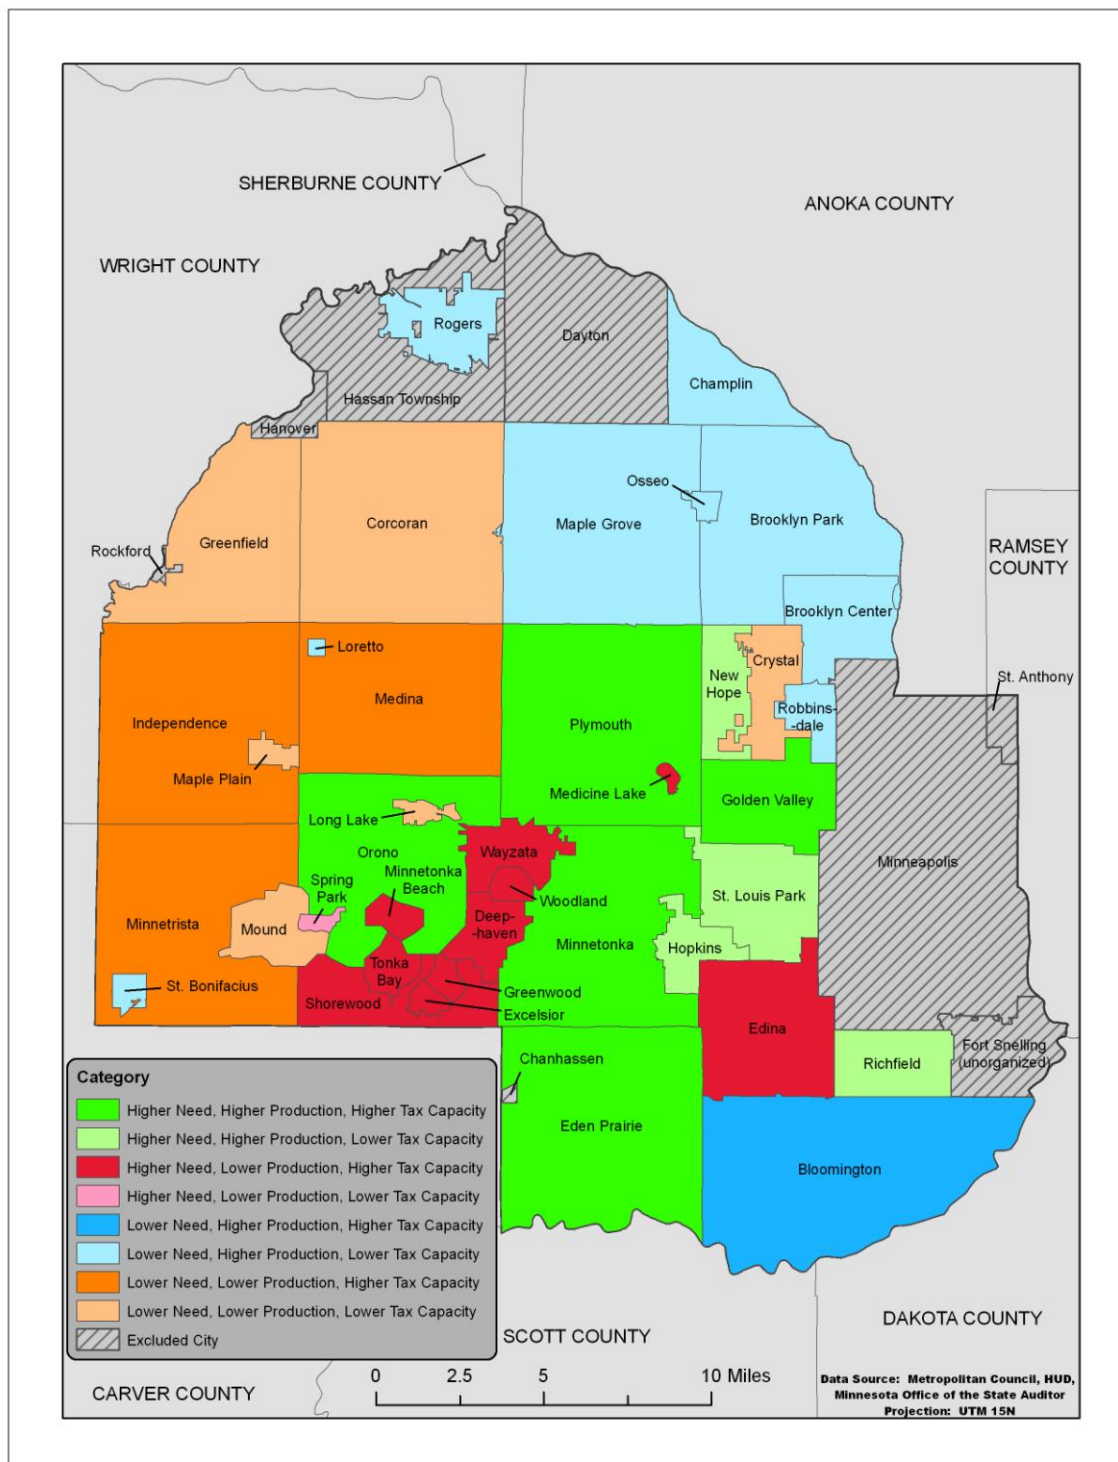 SHERBURNE COUNTY
ANOKA COUNTY
WRIGHT COUNTY
Rogers
Dayton
Champlin
Hassan Township
Hanover
Osseo
Brooklyn Park
Maple Grove
Corcoran
Greenfield
Rockford
RAMSEY
COUNTY
Brooklyn Center
Loretto
Crystal
New
Hope
St. Anthony
Medina
Independence
Plymouth
Robbins-
-dale
Maple Plain
Medicine Lake
Golden Valley
Long Lake
Orono
Wayzata
Minneapolis
Spring
Park
Minnetonka
Beach
Woodland
St. Louis Park
Minnetrista
Mound
Deep-
-haven
Minnetonka
Hopkins
Tonka
Bay
St. Bonifacius
Shorewood
Greenwood
Excelsior
Edina
Chanhassen
Richfield
Fort Snelling
(unorganized)
Eden Prairie
Bloomington
Category
Higher Need, Higher Production, Higher Tax Capacity
Higher Need, Higher Production, Lower Tax Capacity
Higher Need, Lower Production, Higher Tax Capacity
Higher Need, Lower Production, Lower Tax Capacity
Lower Need, Higher Production, Higher Tax Capacity
Lower Need, Higher Production, Lower Tax Capacity
Lower Need, Lower Production, Higher Tax Capacity
Lower Need, Lower Production, Lower Tax Capacity
Excluded City
SCOTT COUNTY
DAKOTA COUNTY
CARVER COUNTY
0 2.5 5 10 Miles
Data Source: Metropolitan Council, HUD,
Minnesota Office of the State Auditor
Projection: UTM 15N